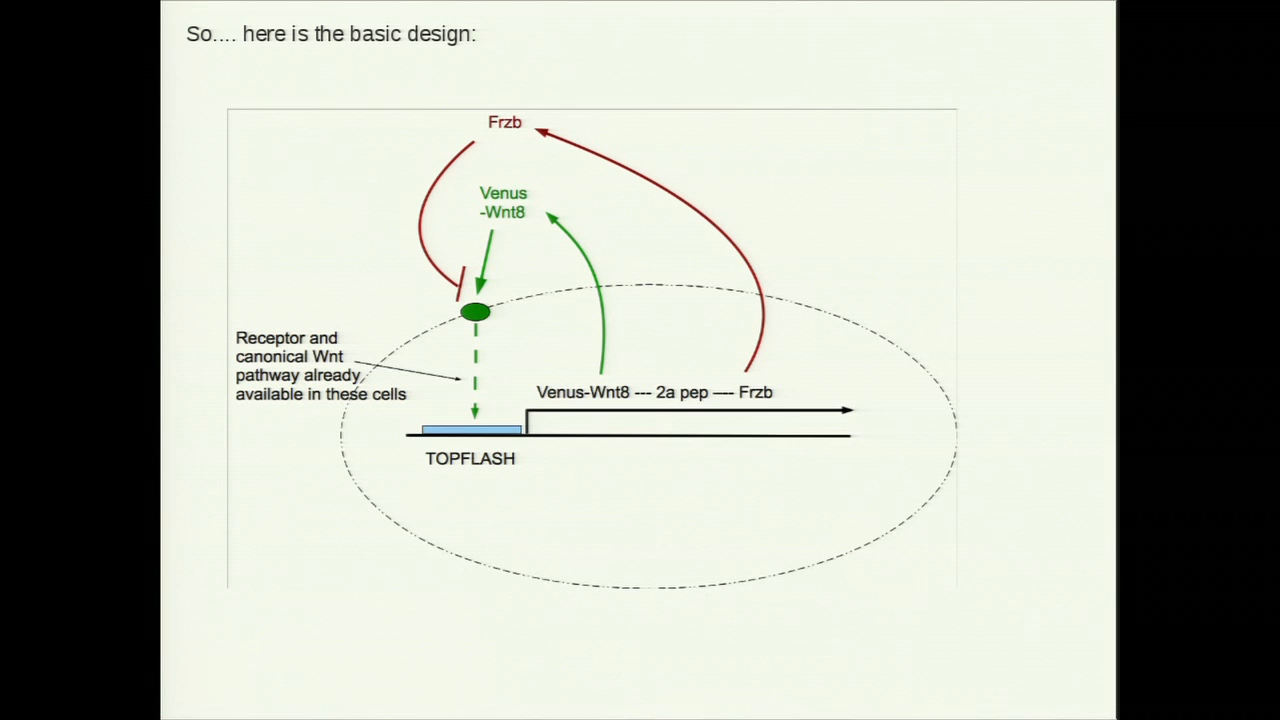 So.... here is the basic design:
Frzb
Venus
-Wnt8
Receptor and
canonical Wnt
pathway already
available in these cells
Venus-Wnt8 --- 2a pep ---- Frzb
TOPFLASH